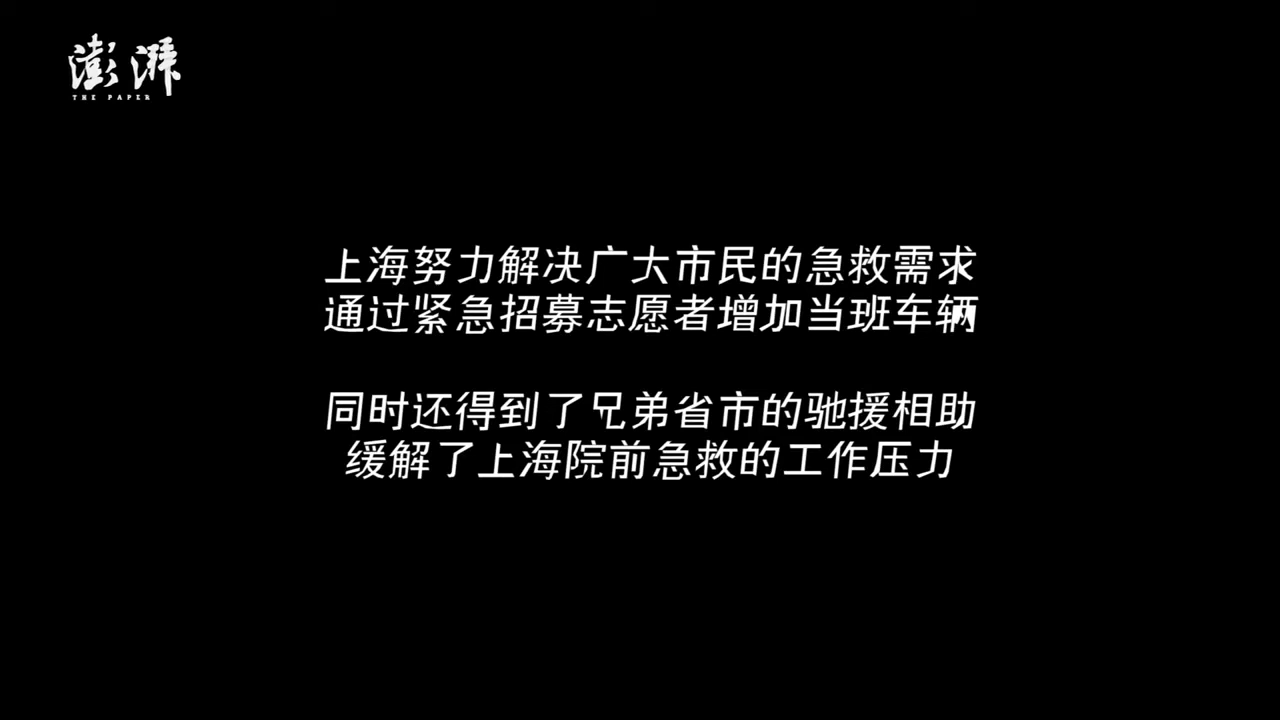 澎湃
THE PAPER
上海努力解决广大市民的急救需求
通过紧急招募志愿者增加当班车辆
同时还得到了兄弟省市的驰援相助
缓解了上海院前急救的工作压力